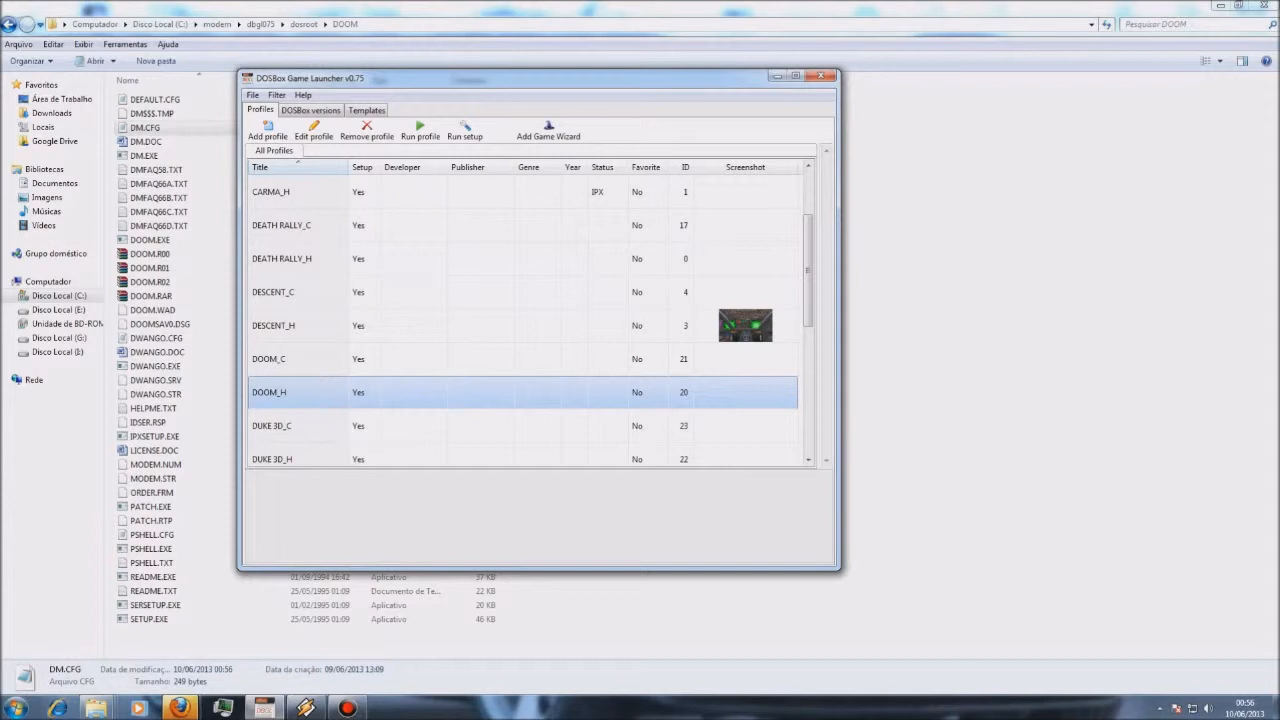 Computador ▸ Disco Local (C:) ▸ modem ▸ dbgl075 ▸ dosroot ▸ DOOM
Pesquisar DOOM
Arquivo Editar Exibir Ferramentas Ajuda
Organizar Abrir Nova pasta
Favoritos
Área de Trabalho
Downloads
Locais
Google Drive
Bibliotecas
Documentos
Imagens
Músicas
Vídeos
Grupo doméstico
Computador
Disco Local (C:)
Disco Local (E:)
Unidade de BD-ROM
Disco Local (G:)
Disco Local (I:)
Rede
Nome
DEFAULT.CFG
DM$$$.TMP
DM.CFG
DM.DOC
DM.EXE
DMFAQ58.TXT
DMFAQ66A.TXT
DMFAQ66B.TXT
DMFAQ66C.TXT
DMFAQ66D.TXT
DOOM.EXE
DOOM.R00
DOOM.R01
DOOM.R02
DOOM.RAR
DOOM.WAD
DOOMSAV0.DSG
DWANGO.CFG
DWANGO.DOC
DWANGO.EXE
DWANGO.SRV
DWANGO.STR
HELPME.TXT
IDSER.RSP
IPXSETUP.EXE
LICENSE.DOC
MODEM.NUM
MODEM.STR
ORDER.FRM
PATCH.EXE
PATCH.RTP
PSHELL.CFG
PSHELL.EXE
PSHELL.TXT
README.EXE 01/09/1994 16:42 Aplicativo 37 KB
README.TXT 25/05/1995 01:09 Documento de Te... 22 KB
SERSETUP.EXE 01/02/1995 01:09 Aplicativo 20 KB
SETUP.EXE 25/05/1995 01:09 Aplicativo 46 KB
DOSBox Game Launcher v0.75
File Filter Help
Profiles DOSBox versions Templates
Add profile Edit profile Remove profile Run profile Run setup Add Game Wizard
All Profiles
Title Setup Developer Publisher Genre Year Status Favorite ID Screenshot
CARMA_H Yes IPX No 1
DEATH RALLY_C Yes No 17
DEATH RALLY_H Yes No 0
DESCENT_C Yes No 4
DESCENT_H Yes No 3
DOOM_C Yes No 21
DOOM_H Yes No 20
DUKE 3D_C Yes No 23
DUKE 3D_H Yes No 22
DM.CFG Data de modificaç... 10/06/2013 00:56 Data da criação: 09/06/2013 13:09
Arquivo CFG Tamanho: 249 bytes
DBGL
00:56
10/06/2013